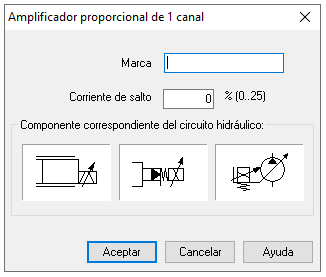 Amplificador proporcional de 1 canal
Marca
Corriente de salto 0 % (0..25)
Componente correspondiente del circuito hidráulico:
Aceptar Cancelar Ayuda